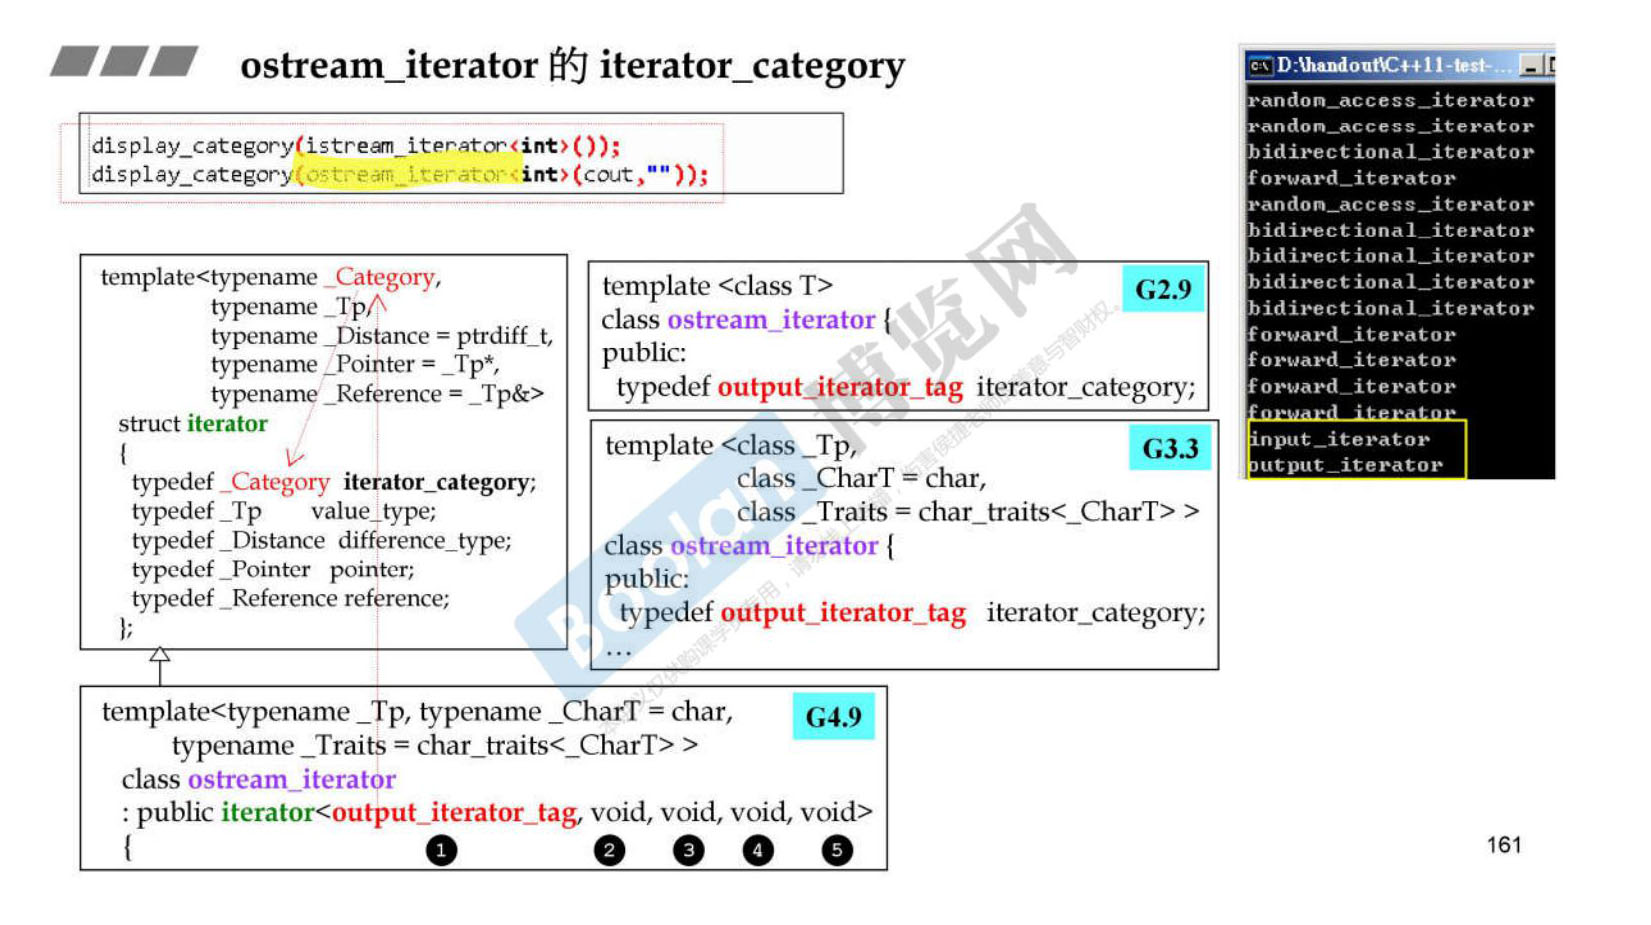 ostream_iterator 的 iterator_category
display_category(istream_iterator<int>());
display_category(ostream_iterator<int>(cout,""));
template<typename _Category,
typename _Tp,
typename _Distance = ptrdiff_t,
typename _Pointer = _Tp*,
typename _Reference = _Tp&>
struct iterator
{
typedef _Category iterator_category;
typedef _Tp value_type;
typedef _Distance difference_type;
typedef _Pointer pointer;
typedef _Reference reference;
};
template <class T>
class ostream_iterator {
public:
typedef output_iterator_tag iterator_category;
G2.9
template <class _Tp,
class _CharT = char,
class _Traits = char_traits<_CharT> >
class ostream_iterator {
public:
typedef output_iterator_tag iterator_category;
...
G3.3
template<typename _Tp, typename _CharT = char,
typename _Traits = char_traits<_CharT> >
class ostream_iterator
: public iterator<output_iterator_tag, void, void, void, void>
{
1 2 3 4 5
G4.9
D:\handout\C++11-test-...
random_access_iterator
random_access_iterator
bidirectional_iterator
forward_iterator
random_access_iterator
bidirectional_iterator
bidirectional_iterator
bidirectional_iterator
bidirectional_iterator
forward_iterator
forward_iterator
forward_iterator
forward_iterator
input_iterator
output_iterator
Boolan 博览网
161